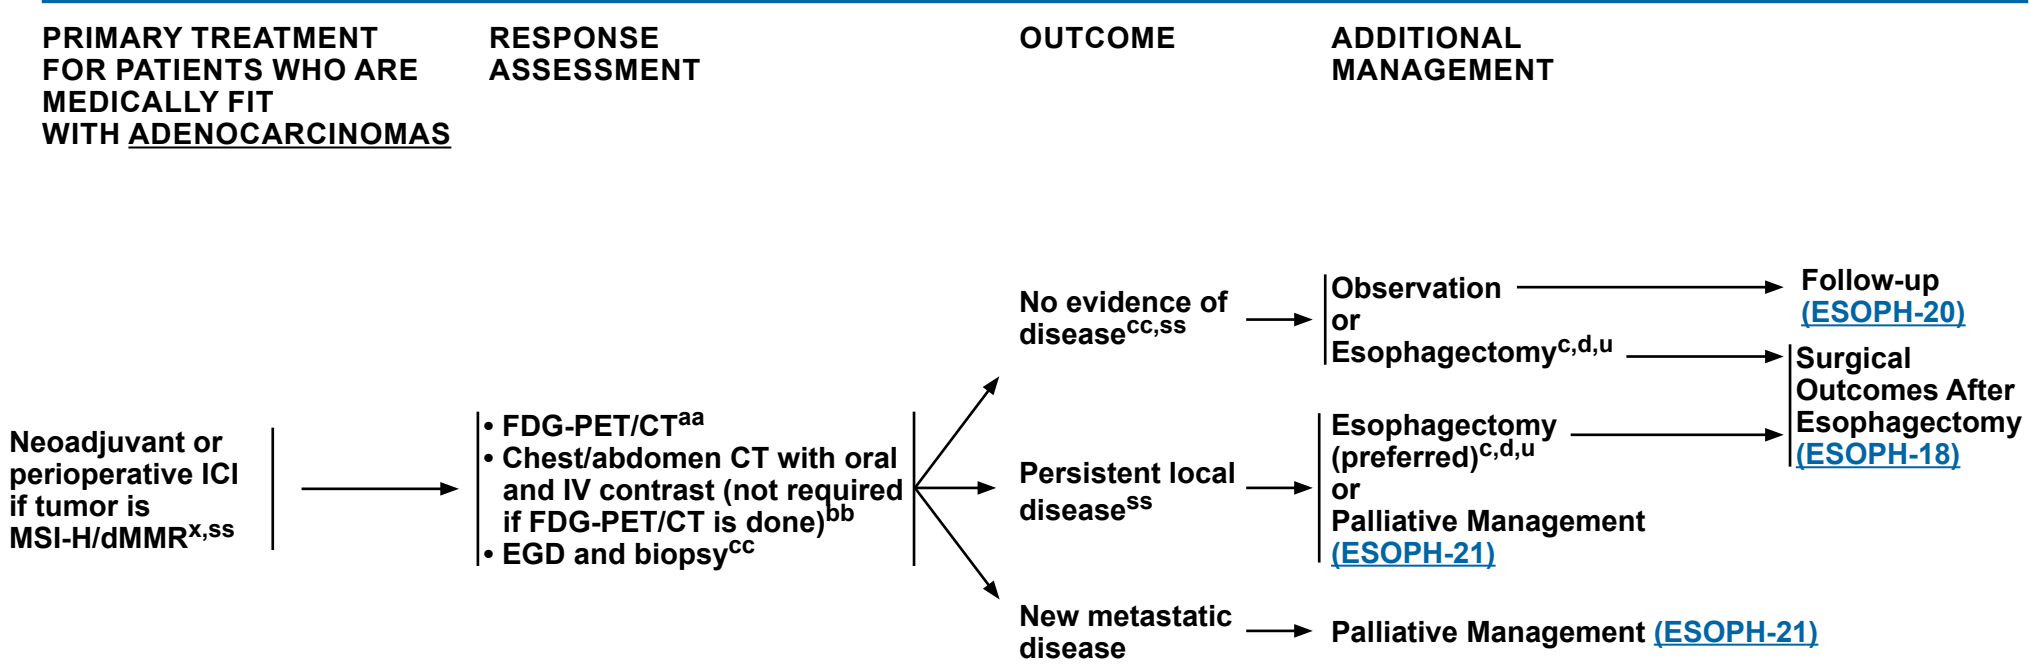 PRIMARY TREATMENT
FOR PATIENTS WHO ARE
MEDICALLY FIT
WITH ADENOCARCINOMAS
RESPONSE
ASSESSMENT
OUTCOME
ADDITIONAL
MANAGEMENT
Neoadjuvant or
perioperative ICI
if tumor is
MSI-H/dMMRx,ss
• FDG-PET/CTaa
• Chest/abdomen CT with oral
and IV contrast (not required
if FDG-PET/CT is done)bb
• EGD and biopsycc
No evidence of
diseasecc,ss
Observation
or
Esophagectomyc,d,u
Follow-up
(ESOPH-20)
Surgical
Outcomes After
Esophagectomy
(ESOPH-18)
Persistent local
diseasess
Esophagectomy
(preferred)c,d,u
or
Palliative Management
(ESOPH-21)
New metastatic
disease
Palliative Management (ESOPH-21)